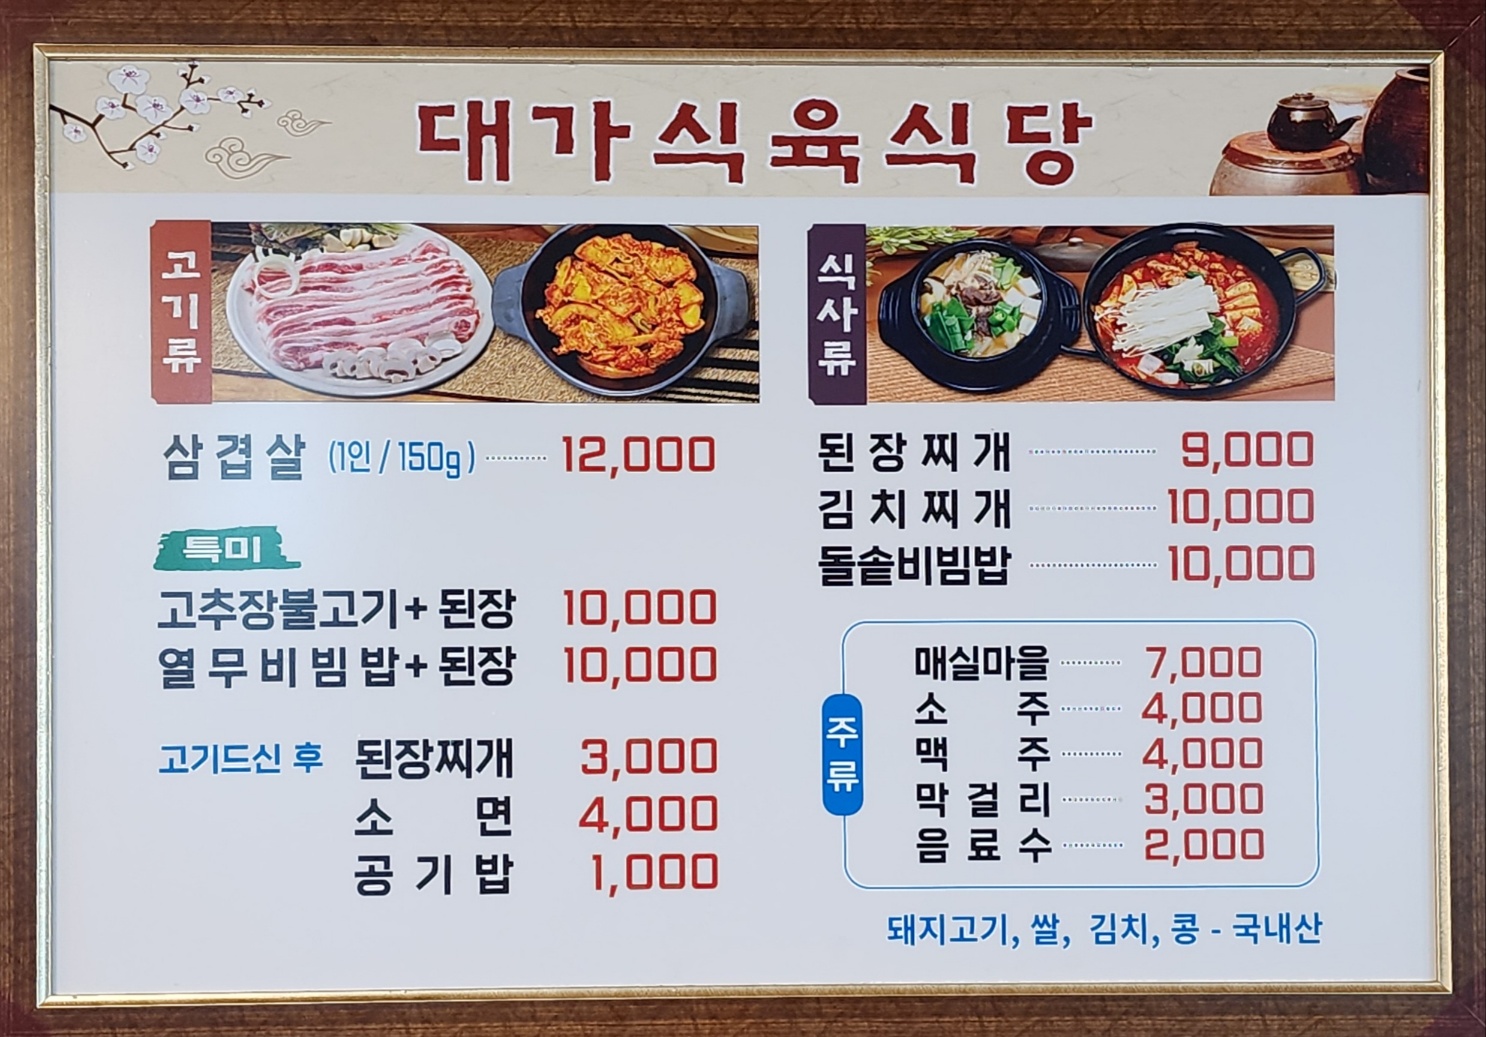 대가식육식당
고기류
삼겹살 (1인 / 150g) ········· 12,000
특미
고추장불고기 + 된장 10,000
열무비빔밥 + 된장 10,000
고기드신 후 된장찌개 3,000
소면 4,000
공기밥 1,000
식사류
된장찌개 ········· 9,000
김치찌개 ········· 10,000
돌솥비빔밥 ········· 10,000
주류
매실마을 ········· 7,000
소주 ········· 4,000
맥주 ········· 4,000
막걸리 ········· 3,000
음료수 ········· 2,000
돼지고기, 쌀, 김치, 콩 - 국내산